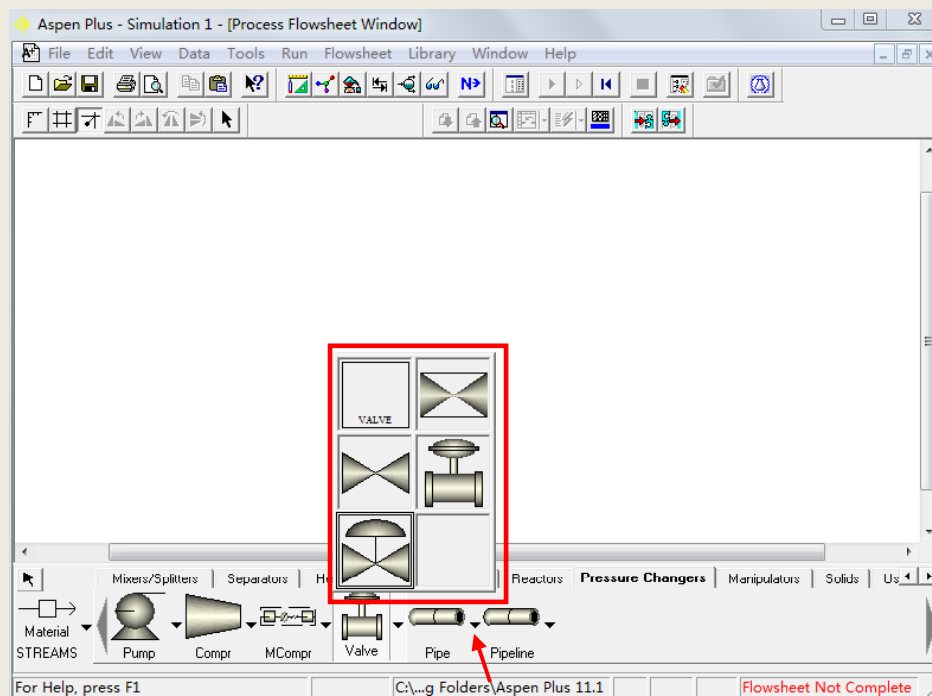 Aspen Plus - Simulation 1 - [Process Flowsheet Window]
File Edit View Data Tools Run Flowsheet Library Window Help
N
VALVE
Mixers/Splitters Separators Reactors Pressure Changers Manipulators Solids
Material
STREAMS
Pump Compr MCompr Valve Pipe Pipeline
For Help, press F1 C:\...g Folders\Aspen Plus 11.1 Flowsheet Not Complete